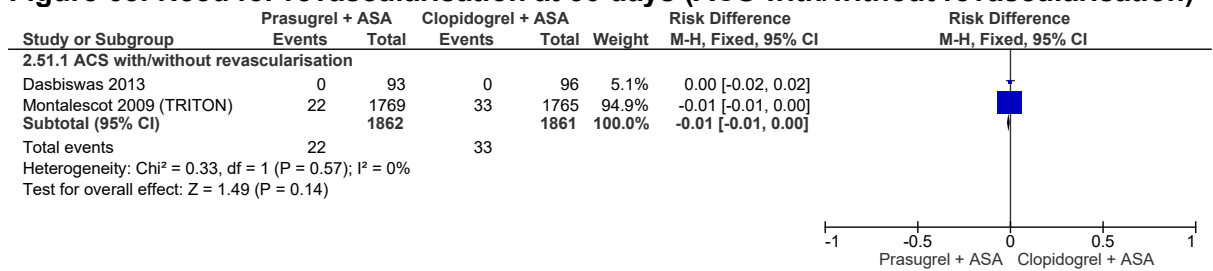 Prasugrel + ASA Clopidogrel + ASA Risk Difference Risk Difference
Study or Subgroup Events Total Events Total Weight M-H, Fixed, 95% CI M-H, Fixed, 95% CI
2.51.1 ACS with/without revascularisation
Dasbiswas 2013 0 93 0 96 5.1% 0.00 [-0.02, 0.02]
Montalescot 2009 (TRITON) 22 1769 33 1765 94.9% -0.01 [-0.01, 0.00]
Subtotal (95% CI) 1862 1861 100.0% -0.01 [-0.01, 0.00]
Total events 22 33
Heterogeneity: Chi² = 0.33, df = 1 (P = 0.57); I² = 0%
Test for overall effect: Z = 1.49 (P = 0.14)
-1 -0.5 0 0.5 1
Prasugrel + ASA Clopidogrel + ASA